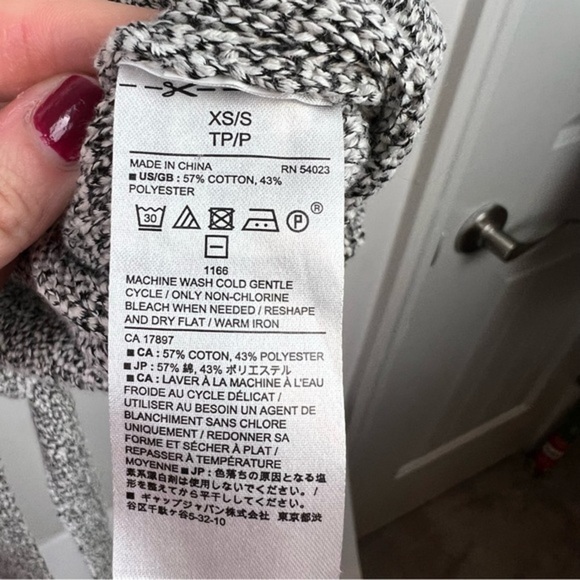 XS/S
TP/P
MADE IN CHINA RN 54023
■ US/GB : 57% COTTON, 43%
POLYESTER
30 P ®
1166
MACHINE WASH COLD GENTLE
CYCLE / ONLY NON-CHLORINE
BLEACH WHEN NEEDED / RESHAPE
AND DRY FLAT / WARM IRON
CA 17897
■ CA : 57% COTON, 43% POLYESTER
■ JP : 57% 綿, 43% ポリエステル
■ CA : LAVER À LA MACHINE À L'EAU
FROIDE AU CYCLE DÉLICAT /
UTILISER AU BESOIN UN AGENT DE
BLANCHIMENT SANS CHLORE
UNIQUEMENT / REDONNER SA
FORME ET SÉCHER À PLAT /
REPASSER À TEMPÉRATURE
MOYENNE ■ JP : 色落ちの原因となる塩
素系漂白剤は使用しないでください。 /
形を整えてから平干ししてください。
■ ギャップジャパン株式会社 東京都渋
谷区千駄ヶ谷5-32-10